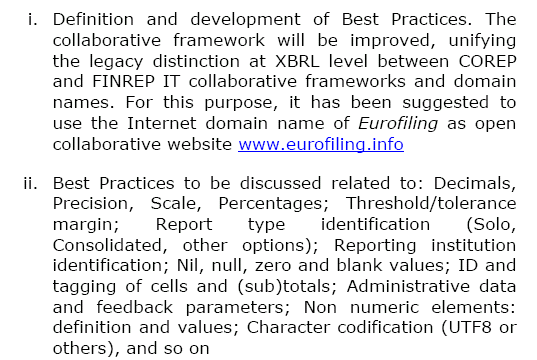 i. Definition and development of Best Practices. The
collaborative framework will be improved, unifying
the legacy distinction at XBRL level between COREP
and FINREP IT collaborative frameworks and domain
names. For this purpose, it has been suggested to
use the Internet domain name of Eurofiling as open
collaborative website www.eurofiling.info
ii. Best Practices to be discussed related to: Decimals,
Precision, Scale, Percentages; Threshold/tolerance
margin; Report type identification (Solo,
Consolidated, other options); Reporting institution
identification; Nil, null, zero and blank values; ID and
tagging of cells and (sub)totals; Administrative data
and feedback parameters; Non numeric elements:
definition and values; Character codification (UTF8 or
others), and so on